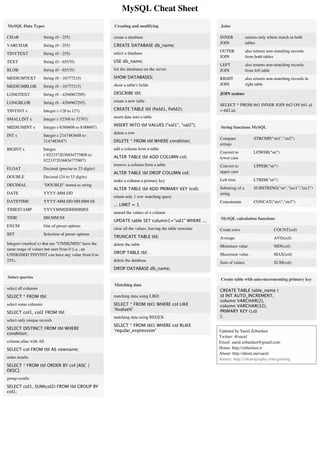 MySQL Cheat Sheet
MySQL Data Types
CHAR String (0 - 255)
VARCHAR String (0 - 255)
TINYTEXT String (0 - 255)
TEXT String (0 - 65535)
BLOB String (0 - 65535)
MEDIUMTEXT String (0 - 16777215)
MEDIUMBLOB String (0 - 16777215)
LONGTEXT String (0 - 4294967295)
LONGBLOB String (0 - 4294967295)
TINYINT x Integer (-128 to 127)
SMALLINT x Integer (-32768 to 32767)
MEDIUMINT x Integer (-8388608 to 8388607)
INT x Integer (-2147483648 to
2147483647)
BIGINT x Integer
(-9223372036854775808 to
9223372036854775807)
FLOAT Decimal (precise to 23 digits)
DOUBLE Decimal (24 to 53 digits)
DECIMAL "DOUBLE" stored as string
DATE YYYY-MM-DD
DATETIME YYYY-MM-DD HH:MM:SS
TIMESTAMP YYYYMMDDHHMMSS
TIME HH:MM:SS
ENUM One of preset options
SET Selection of preset options
Integers (marked x) that are "UNSIGNED" have the
same range of values but start from 0 (i.e., an
UNSIGNED TINYINT can have any value from 0 to
255).
Select queries
select all columns
SELECT * FROM tbl;
select some columns
SELECT col1, col2 FROM tbl;
select only unique records
SELECT DISTINCT FROM tbl WHERE
condition;
column alias with AS
SELECT col FROM tbl AS newname;
order results
SELECT * FROM tbl ORDER BY col [ASC |
DESC];
group results
SELECT col1, SUM(col2) FROM tbl GROUP BY
col1;
Creating and modifying
create a database
CREATE DATABASE db_name;
select a database
USE db_name;
list the databases on the server
SHOW DATABASES;
show a table's fields
DESCRIBE tbl;
create a new table
CREATE TABLE tbl (field1, field2);
insert data into a table
INSERT INTO tbl VALUES ("val1", "val2");
delete a row
DELETE * FROM tbl WHERE condition;
add a column from a table
ALTER TABLE tbl ADD COLUMN col;
remove a column from a table
ALTER TABLE tbl DROP COLUMN col;
make a column a primary key
ALTER TABLE tbl ADD PRIMARY KEY (col);
return only 1 row matching query
... LIMIT = 1
amend the values of a column
UPDATE table SET column1="val1" WHERE ...
clear all the values, leaving the table structure
TRUNCATE TABLE tbl;
delete the table
DROP TABLE tbl;
delete the database
DROP DATABASE db_name;
Matching data
matching data using LIKE
SELECT * FROM tbl1 WHERE col LIKE
'%value%'
matching data using REGEX
SELECT * FROM tbl1 WHERE col RLIKE
'regular_expression'
Joins
INNER
JOIN returns only where match in both
tables
OUTER
JOIN also returns non-matching records
from both tables
LEFT
JOIN also returns non-matching records
from left table
RIGHT
JOIN also returns non-matching records in
right table
JOIN syntax:
SELECT * FROM tbl1 INNER JOIN tbl2 ON tbl1.id
= tbl2.id;
String functions MySQL
Compare
strings STRCMP("str1","str2")
Convert to
lower case LOWER("str")
Convert to
upper case UPPER("str")
Left trim LTRIM("str")
Substring of a
string SUBSTRING("str","inx1","inx2")
Concatenate CONCAT("str1","str2")
MySQL calculation functions
Count rows COUNT(col)
Average AVG(col)
Minimum value MIN(col)
Maximum value MAX(col)
Sum of values SUM(col)
Create table with auto-incrementing primary key
CREATE TABLE table_name (
id INT AUTO_INCREMENT,
column VARCHAR(2),
column VARCHAR(32),
PRIMARY KEY (id)
);
Updated by Saeid Zebardast
Email: saeid.zebardast@gmail.com